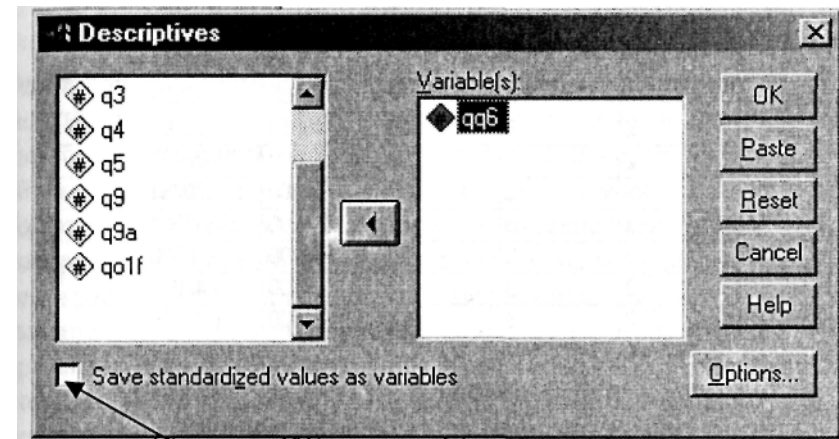 Descriptives
q3
q4
q5
q9
q9a
qo1f
Variable(s):
qq6
OK
Paste
Reset
Cancel
Help
Save standardized values as variables
Options...